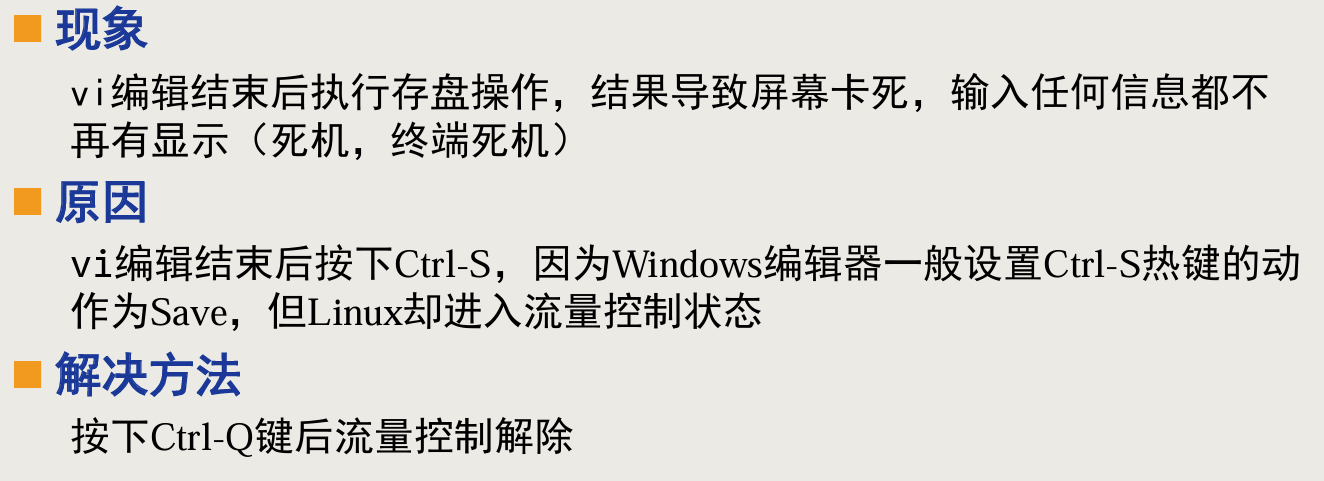 现象
vi编辑结束后执行存盘操作，结果导致屏幕卡死，输入任何信息都不
再有显示（死机，终端死机）
原因
vi编辑结束后按下Ctrl-S，因为Windows编辑器一般设置Ctrl-S热键的动
作为Save，但Linux却进入流量控制状态
解决方法
按下Ctrl-Q键后流量控制解除